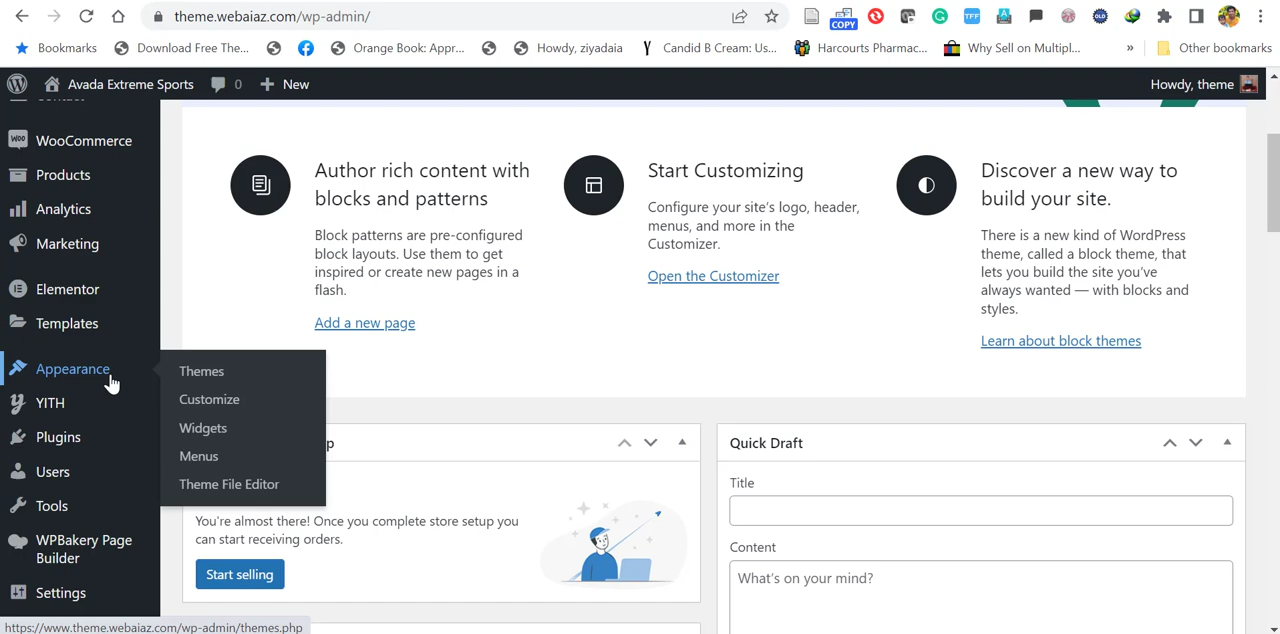 theme.webaiaz.com/wp-admin/
COPY
TFF
OLD
Bookmarks
Download Free The...
Orange Book: Appr...
Howdy, ziyadaia
Candid B Cream: Us...
Harcourts Pharmac...
Why Sell on Multipl...
»
Other bookmarks
Avada Extreme Sports
0
New
Howdy, theme
Contact
WooCommerce
Products
Analytics
Marketing
Elementor
Templates
Appearance
YITH
Plugins
Users
Tools
WPBakery Page
Builder
Settings
Themes
Customize
Widgets
Menus
Theme File Editor
Author rich content with
blocks and patterns
Block patterns are pre-configured
block layouts. Use them to get
inspired or create new pages in a
flash.
Add a new page
Start Customizing
Configure your site's logo, header,
menus, and more in the
Customizer.
Open the Customizer
Discover a new way to
build your site.
There is a new kind of WordPress
theme, called a block theme, that
lets you build the site you've
always wanted — with blocks and
styles.
Learn about block themes
You're almost there! Once you complete store setup you
can start receiving orders.
Start selling
Quick Draft
Title
Content
What's on your mind?
https://www.theme.webaiaz.com/wp-admin/themes.php